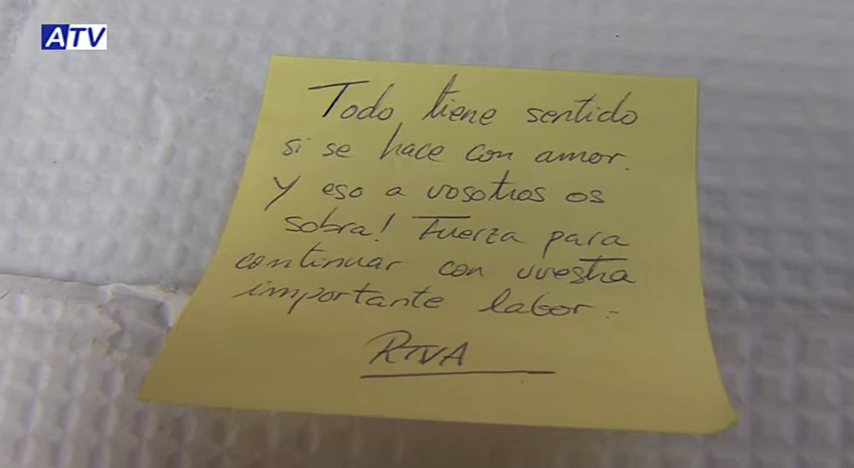 ATV
Todo tiene sentido
si se hace con amor.
Y eso a vosotros os
sobra! Fuerza para
continuar con vuestra
importante labor.
RTVA